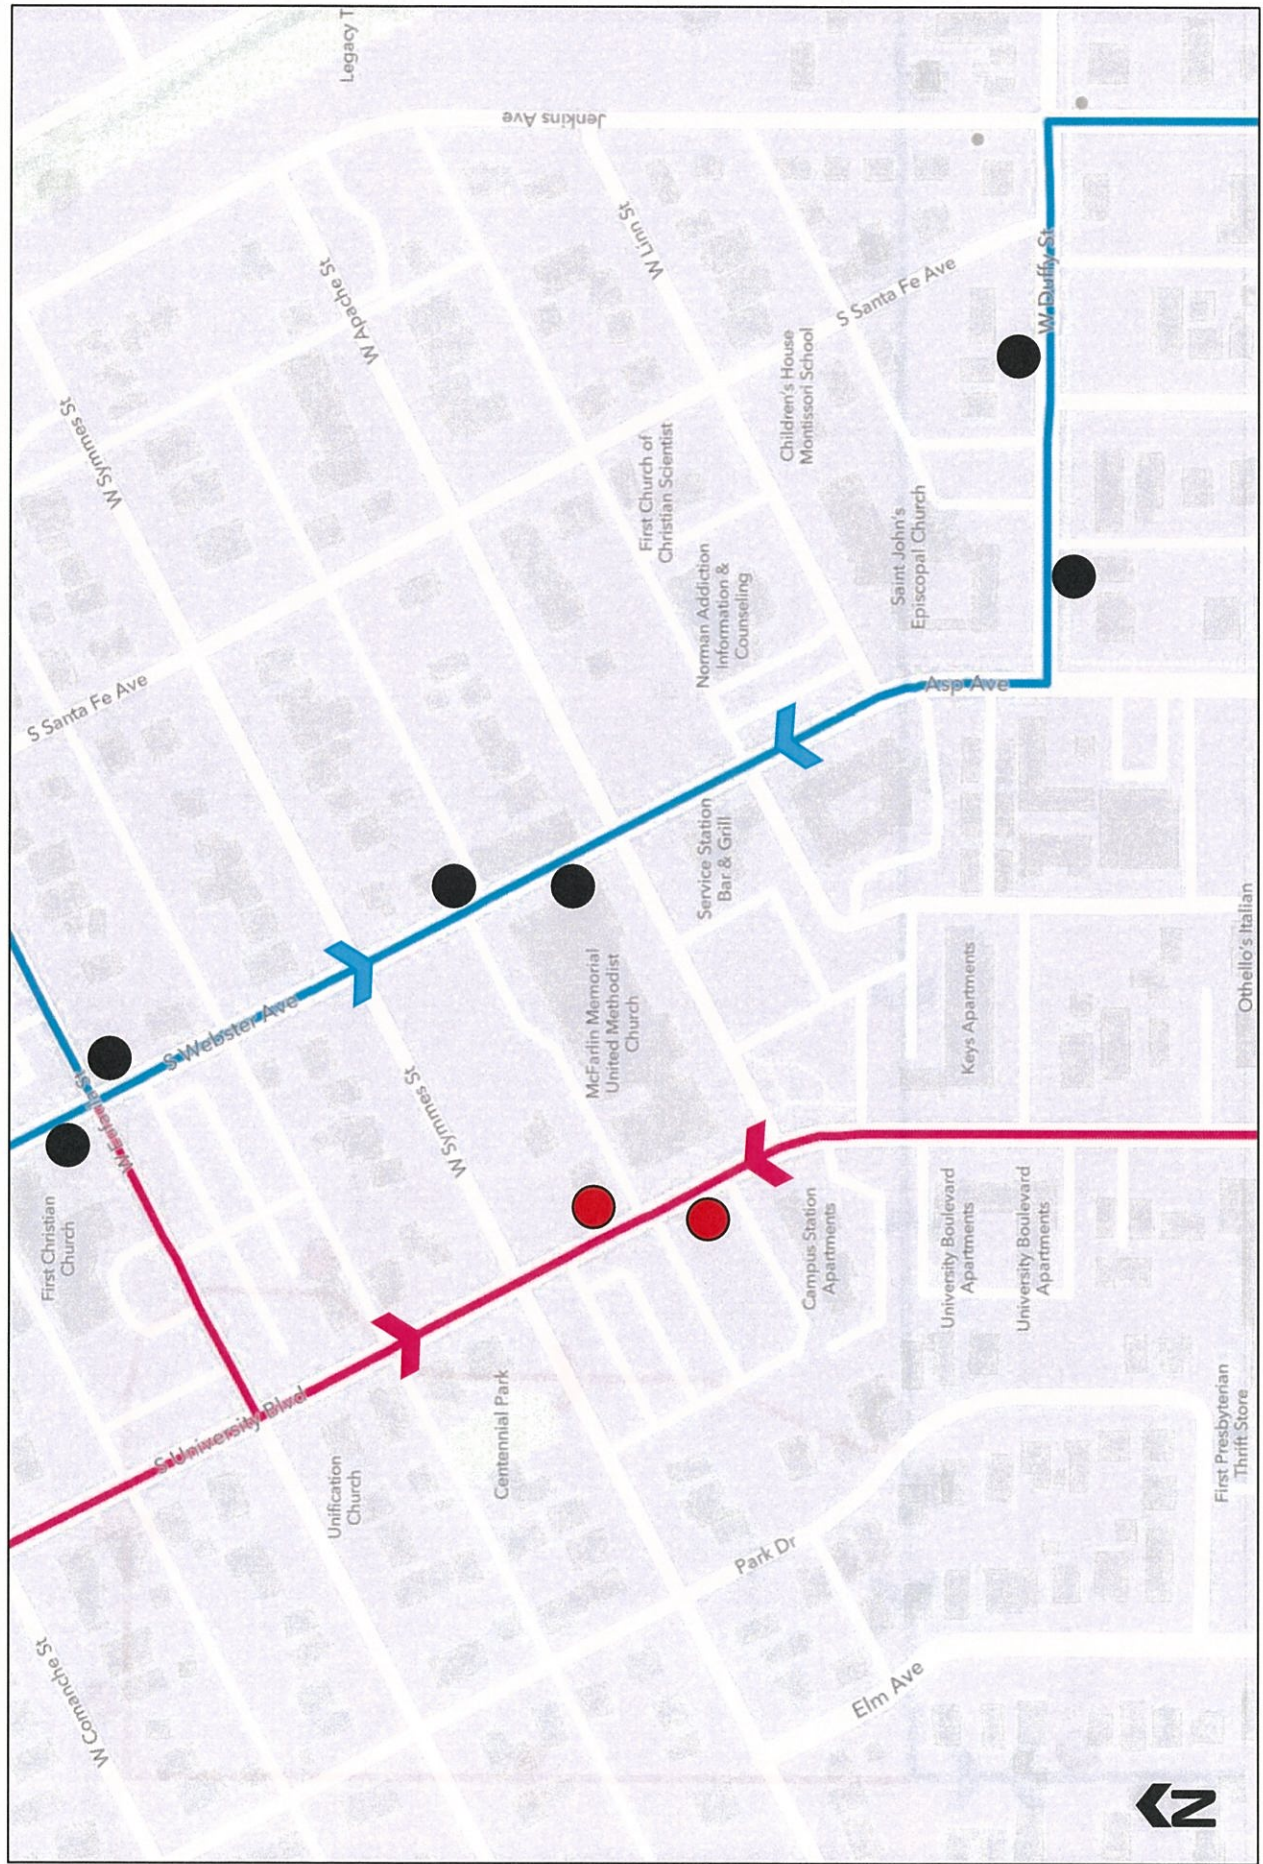 Legacy T
Jenkins Ave
W Linn St
W Apache St
S Santa Fe Ave
W Duffy St
W Symmes St
Children's House
Montissori School
First Church of
Christian Scientist
Saint John's
Episcopal Church
Norman Addiction
Information &
Counseling
S Santa Fe Ave
Asp Ave
Service Station
Bar & Grill
S Webster Ave
McFarlin Memorial
United Methodist
Church
Keys Apartments
Othello's Italian
W Symmes St
First Christian
Church
Campus Station
Apartments
University Boulevard
Apartments
University Boulevard
Apartments
S University Blvd
Unification
Church
Centennial Park
First Presbyterian
Thrift Store
Park Dr
Elm Ave
W Comanche St
N